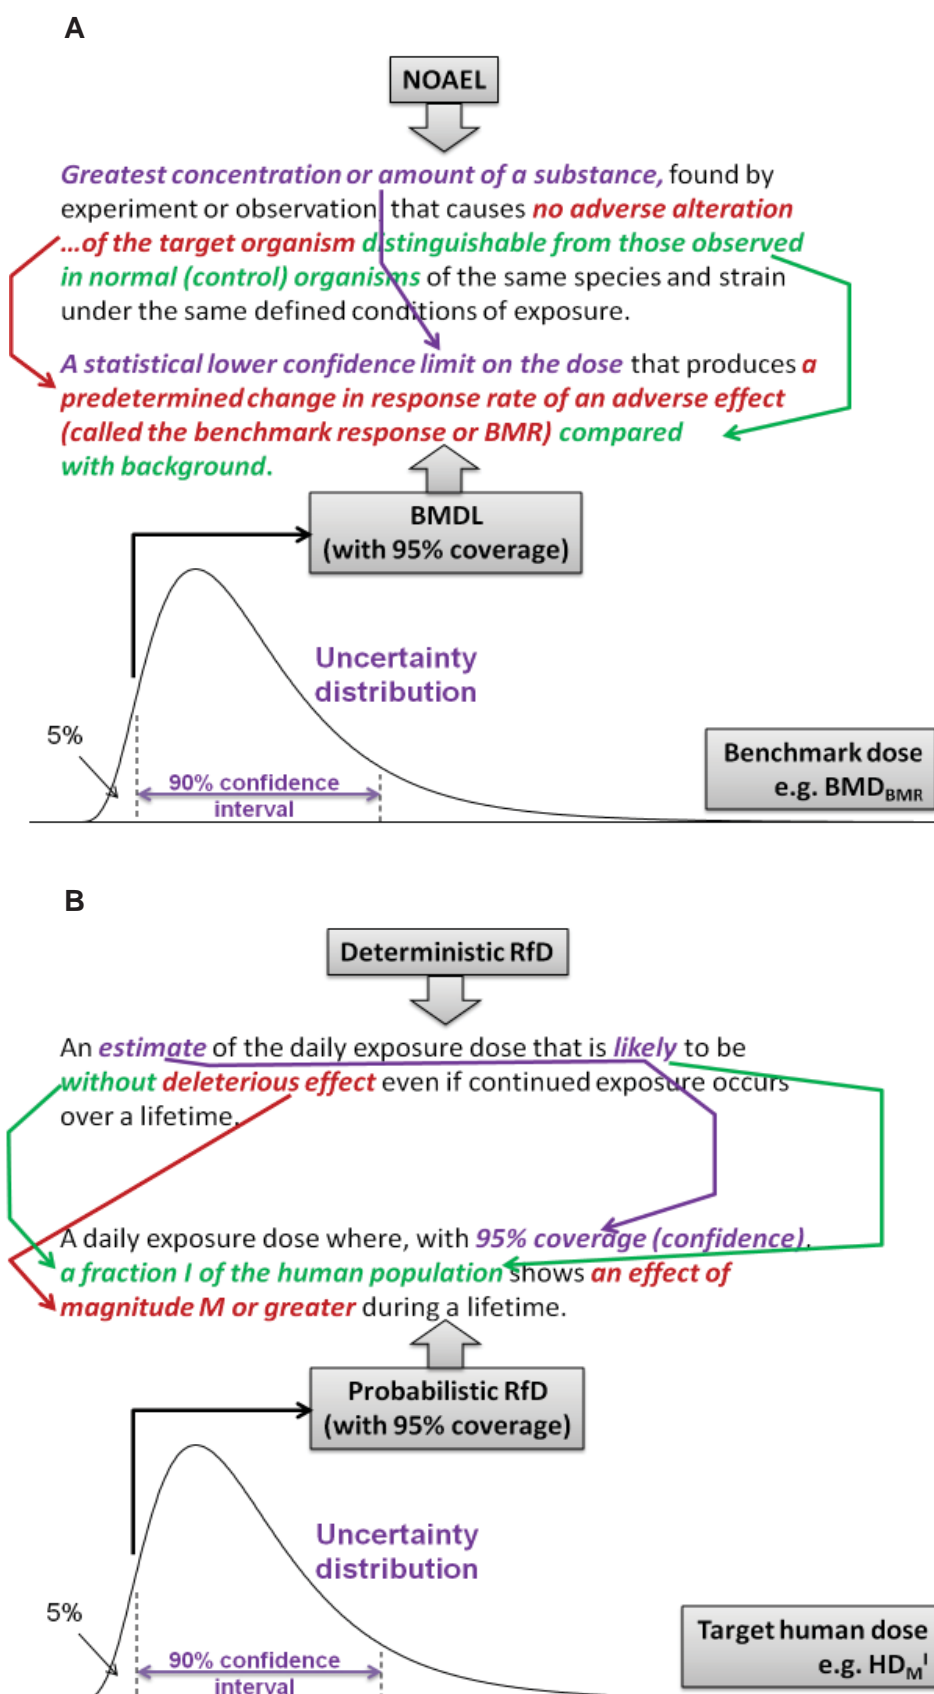 A
NOAEL
Greatest concentration or amount of a substance, found by
experiment or observation, that causes no adverse alteration
...of the target organism distinguishable from those observed
in normal (control) organisms of the same species and strain
under the same defined conditions of exposure.
A statistical lower confidence limit on the dose that produces a
predetermined change in response rate of an adverse effect
(called the benchmark response or BMR) compared
with background.
BMDL
(with 95% coverage)
Uncertainty
distribution
5%
90% confidence
interval
Benchmark dose
e.g. BMD_BMR
B
Deterministic RfD
An estimate of the daily exposure dose that is likely to be
without deleterious effect even if continued exposure occurs
over a lifetime.
A daily exposure dose where, with 95% coverage (confidence),
a fraction I of the human population shows an effect of
magnitude M or greater during a lifetime.
Probabilistic RfD
(with 95% coverage)
Uncertainty
distribution
5%
90% confidence
interval
Target human dose
e.g. HD_M^I